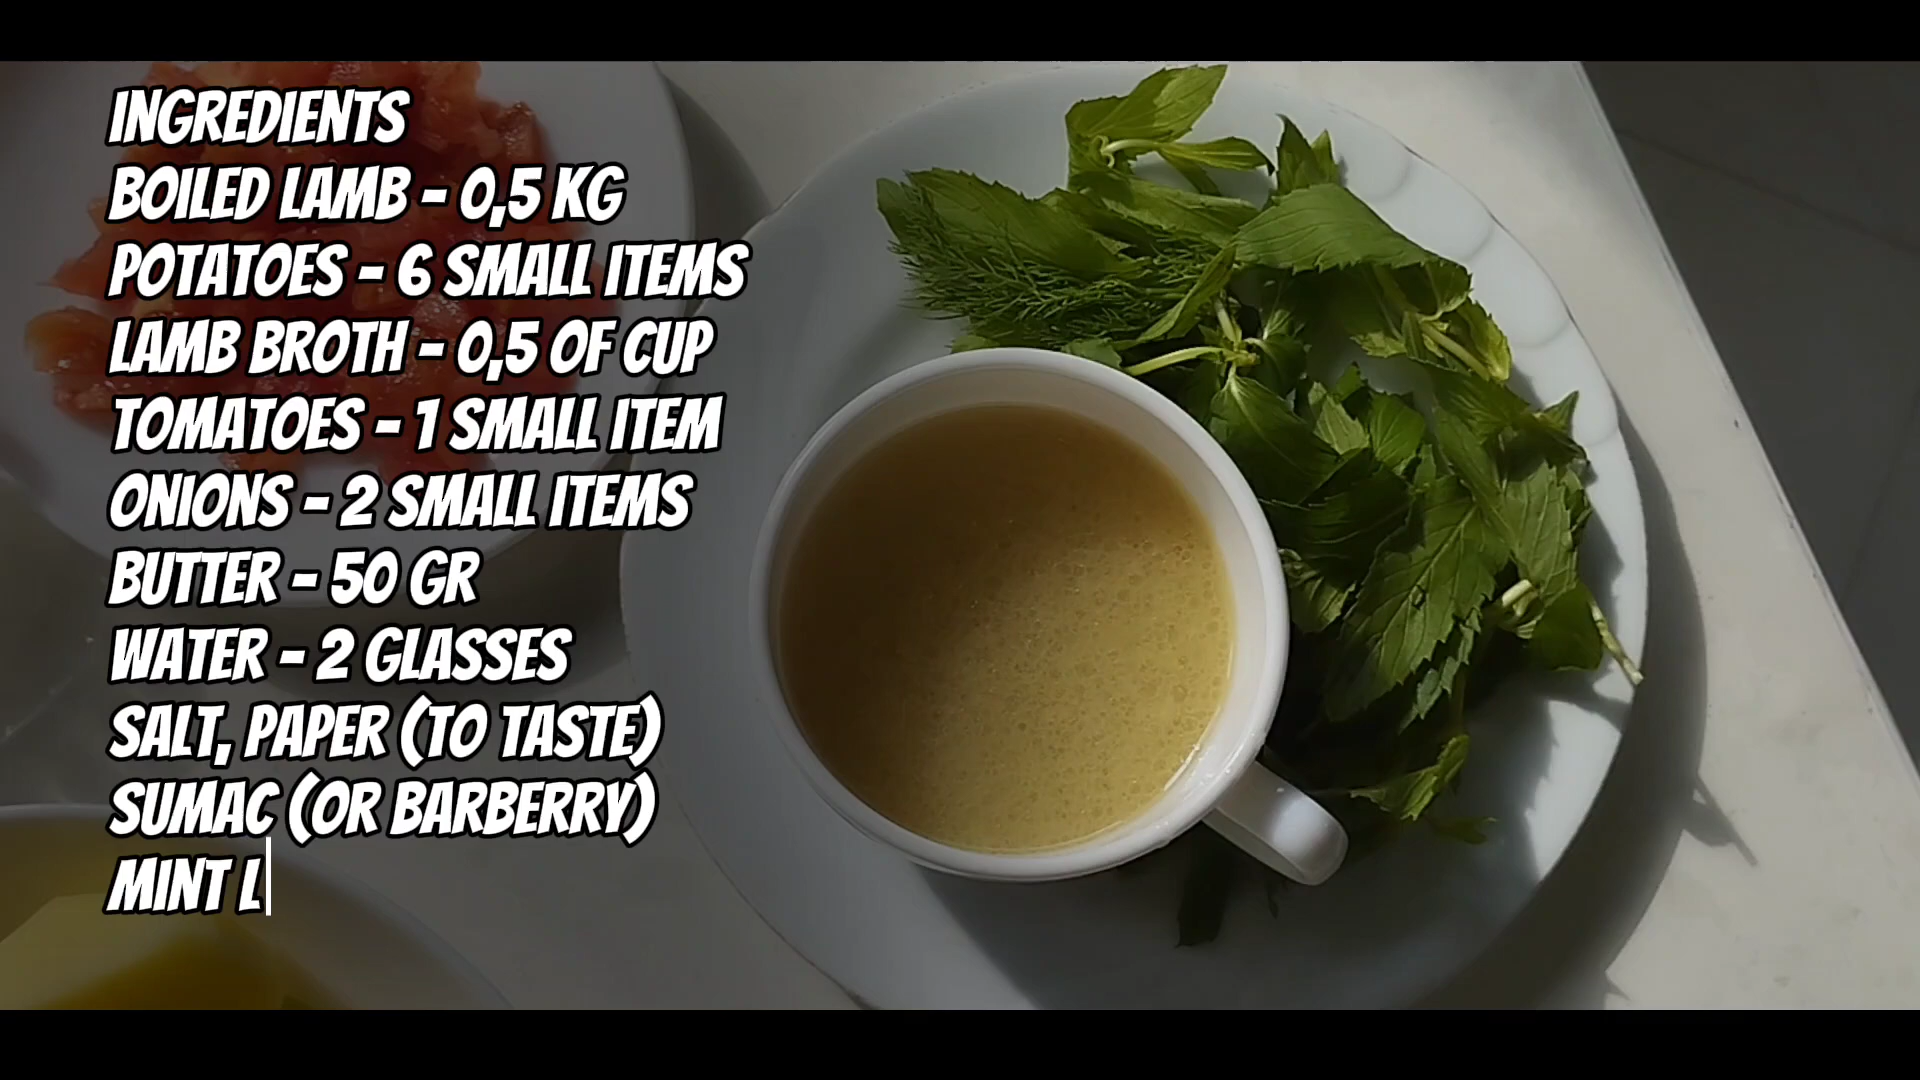 INGREDIENTS
BOILED LAMB - 0,5 KG
POTATOES - 6 SMALL ITEMS
LAMB BROTH - 0,5 OF CUP
TOMATOES - 1 SMALL ITEM
ONIONS - 2 SMALL ITEMS
BUTTER - 50 GR
WATER - 2 GLASSES
SALT, PAPER (TO TASTE)
SUMAC (OR BARBERRY)
MINT L